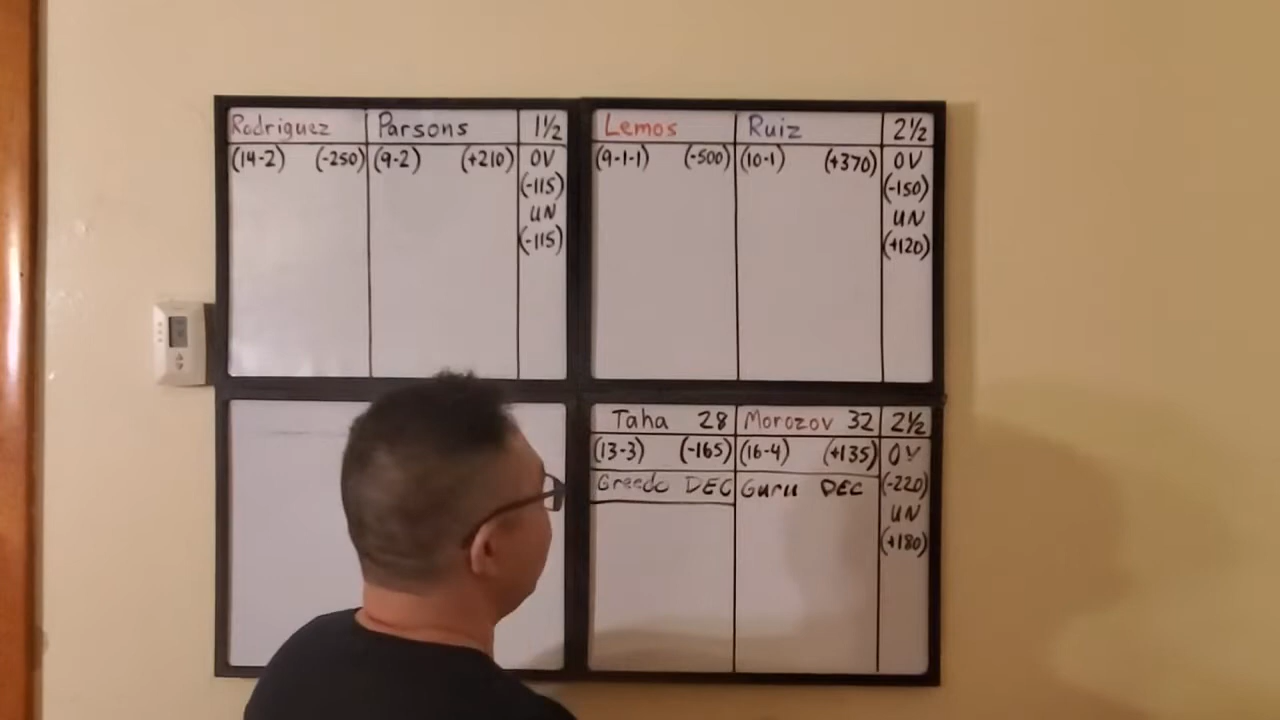 Rodriguez Parsons 1½
(14-2) (-250) (9-2) (+210) OV
(-115)
UN
(-115)
Lemos Ruiz 2½
(9-1-1) (-500) (10-1) (+370) OV
(-150)
UN
(+120)
Taha 28 Morozov 32 2½
(13-3) (-165) (16-4) (+135) OV
Greedo DEC Guru DEC (-220)
UN
(+180)